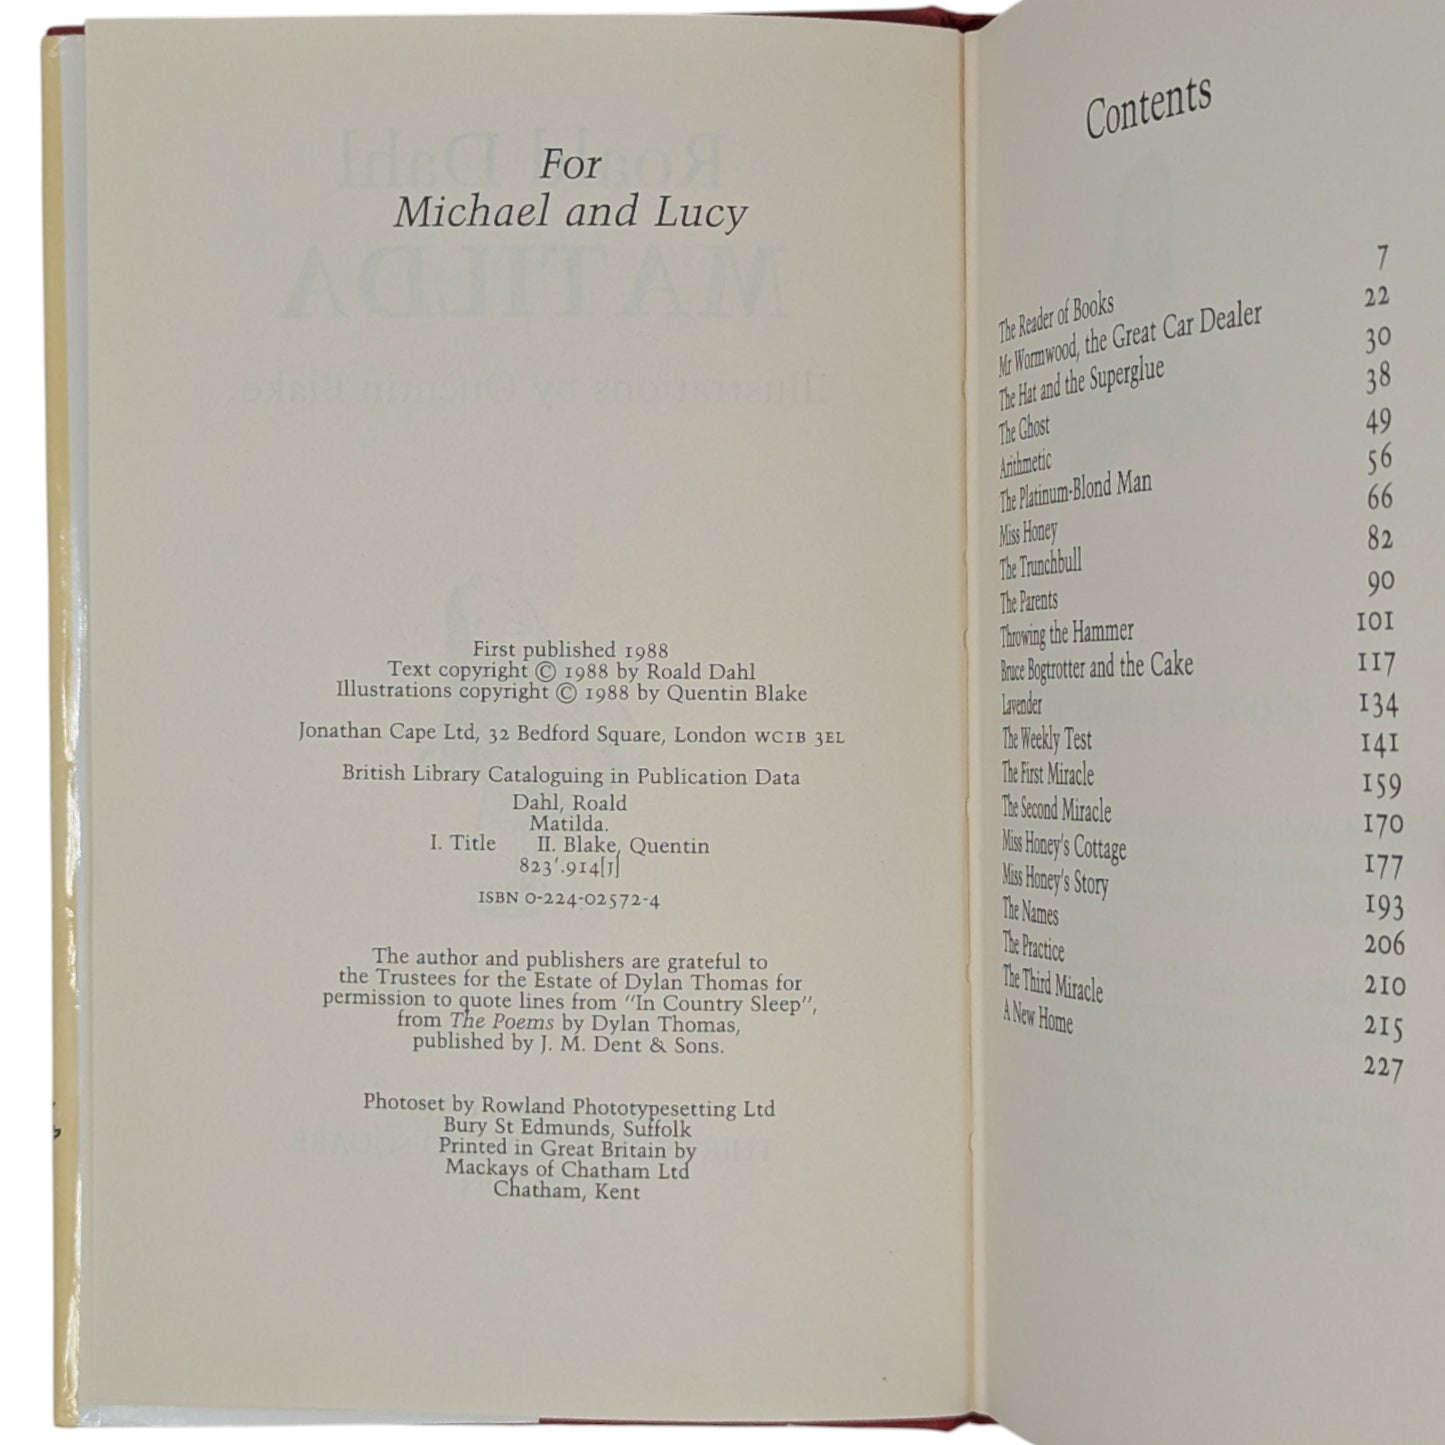 For
Michael and Lucy
First published 1988
Text copyright © 1988 by Roald Dahl
Illustrations copyright © 1988 by Quentin Blake
Jonathan Cape Ltd, 32 Bedford Square, London WC1B 3EL
British Library Cataloguing in Publication Data
Dahl, Roald
Matilda.
I. Title II. Blake, Quentin
823'.914[J]
ISBN 0-224-02572-4
The author and publishers are grateful to
the Trustees for the Estate of Dylan Thomas for
permission to quote lines from "In Country Sleep",
from The Poems by Dylan Thomas,
published by J. M. Dent & Sons.
Photoset by Rowland Phototypesetting Ltd
Bury St Edmunds, Suffolk
Printed in Great Britain by
Mackays of Chatham Ltd
Chatham, Kent
Contents
The Reader of Books 7
Mr Wormwood, the Great Car Dealer 22
The Hat and the Superglue 30
The Ghost 38
Arithmetic 49
The Platinum-Blond Man 56
Miss Honey 66
The Trunchbull 82
The Parents 90
Throwing the Hammer 101
Bruce Bogtrotter and the Cake 117
Lavender 134
The Weekly Test 141
The First Miracle 159
The Second Miracle 170
Miss Honey's Cottage 177
Miss Honey's Story 193
The Names 206
The Practice 210
The Third Miracle 215
A New Home 227